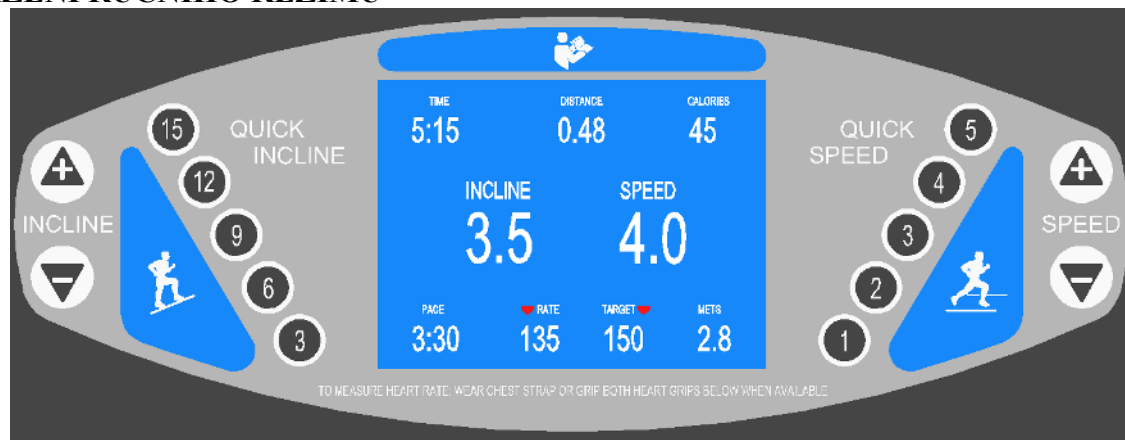 RUČNÍHO REŽIMU
TIME DISTANCE CALORIES
5:15 0.48 45
INCLINE SPEED
3.5 4.0
PACE RATE TARGET METS
3:30 135 150 2.8
QUICK
INCLINE
15
12
9
6
3
+
INCLINE
-
QUICK
SPEED
5
4
3
2
1
+
SPEED
-
TO MEASURE HEART RATE: WEAR CHEST STRAP OR GRIP BOTH HEART GRIPS BELOW WHEN AVAILABLE